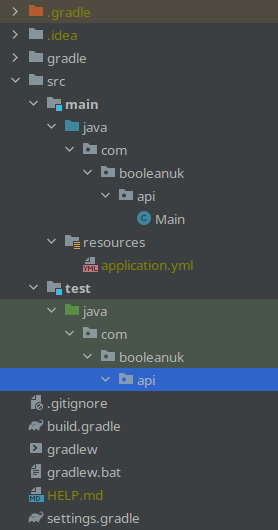 .gradle
.idea
gradle
src
main
java
com
booleanuk
api
Main
resources
application.yml
test
java
com
booleanuk
api
.gitignore
build.gradle
gradlew
gradlew.bat
HELP.md
settings.gradle